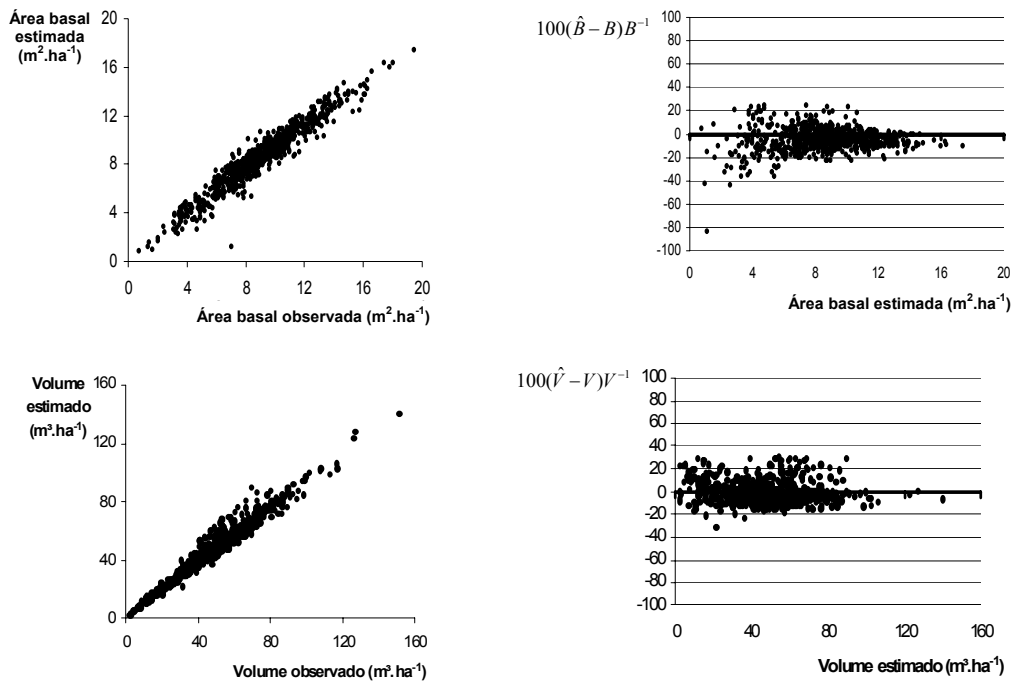 Área basal
estimada
(m².ha⁻¹)
20
16
12
8
4
0
0 4 8 12 16 20
Área basal observada (m².ha⁻¹)
100(B̂ – B)B⁻¹
100
80
60
40
20
0
-20
-40
-60
-80
-100
0 4 8 12 16 20
Área basal estimada (m².ha⁻¹)
Volume
estimado
(m³.ha⁻¹)
160
120
80
40
0
0 40 80 120 160
Volume observado (m³.ha⁻¹)
100(V̂ – V)V⁻¹
100
80
60
40
20
0
-20
-40
-60
-80
-100
0 40 80 120 160
Volume estimado (m³.ha⁻¹)